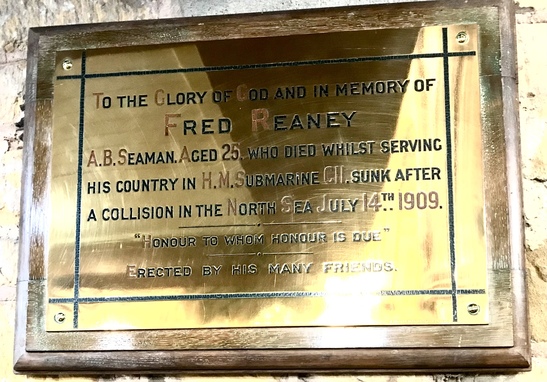 To the Glory of God and in memory of
Fred Reaney
A.B. Seaman. Aged 25. who died whilst serving
his country in H.M. Submarine C11. sunk after
a collision in the North Sea July 14TH 1909.
"Honour to whom honour is due"
Erected by his many friends.